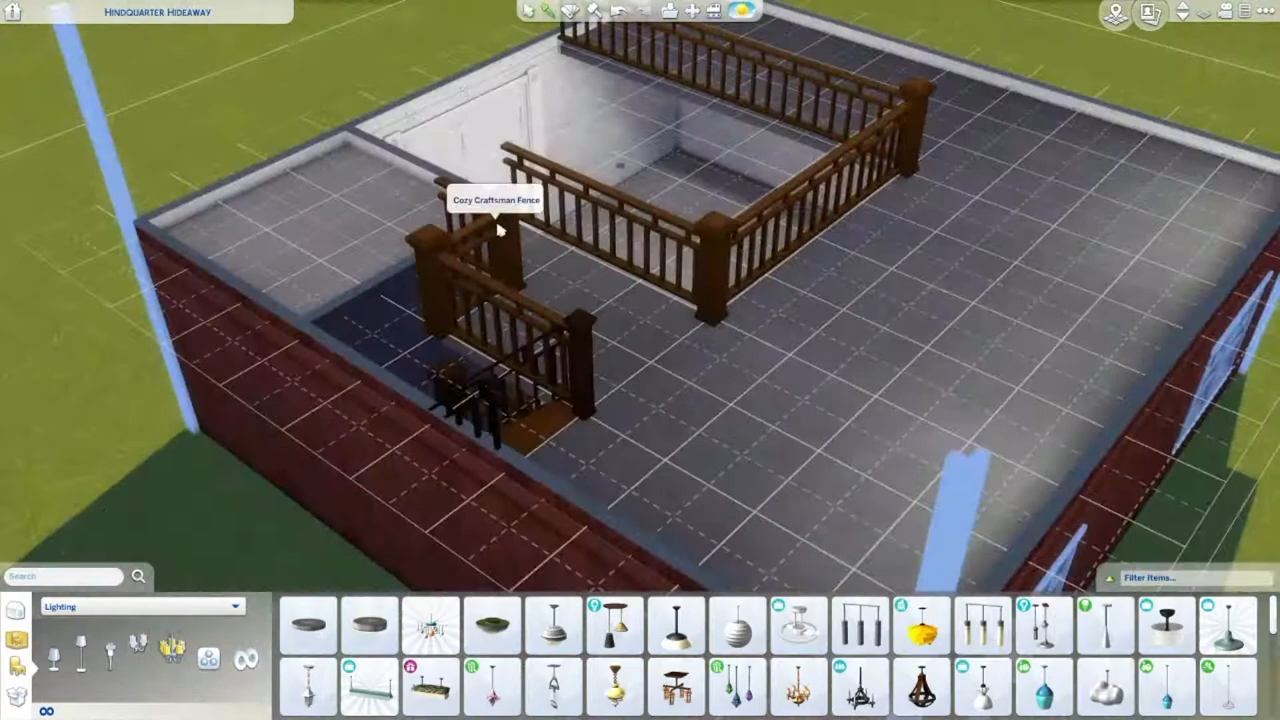 HINDQUARTER HIDEAWAY
Cozy Craftsman Fence
Search
Filter Items...
Lighting